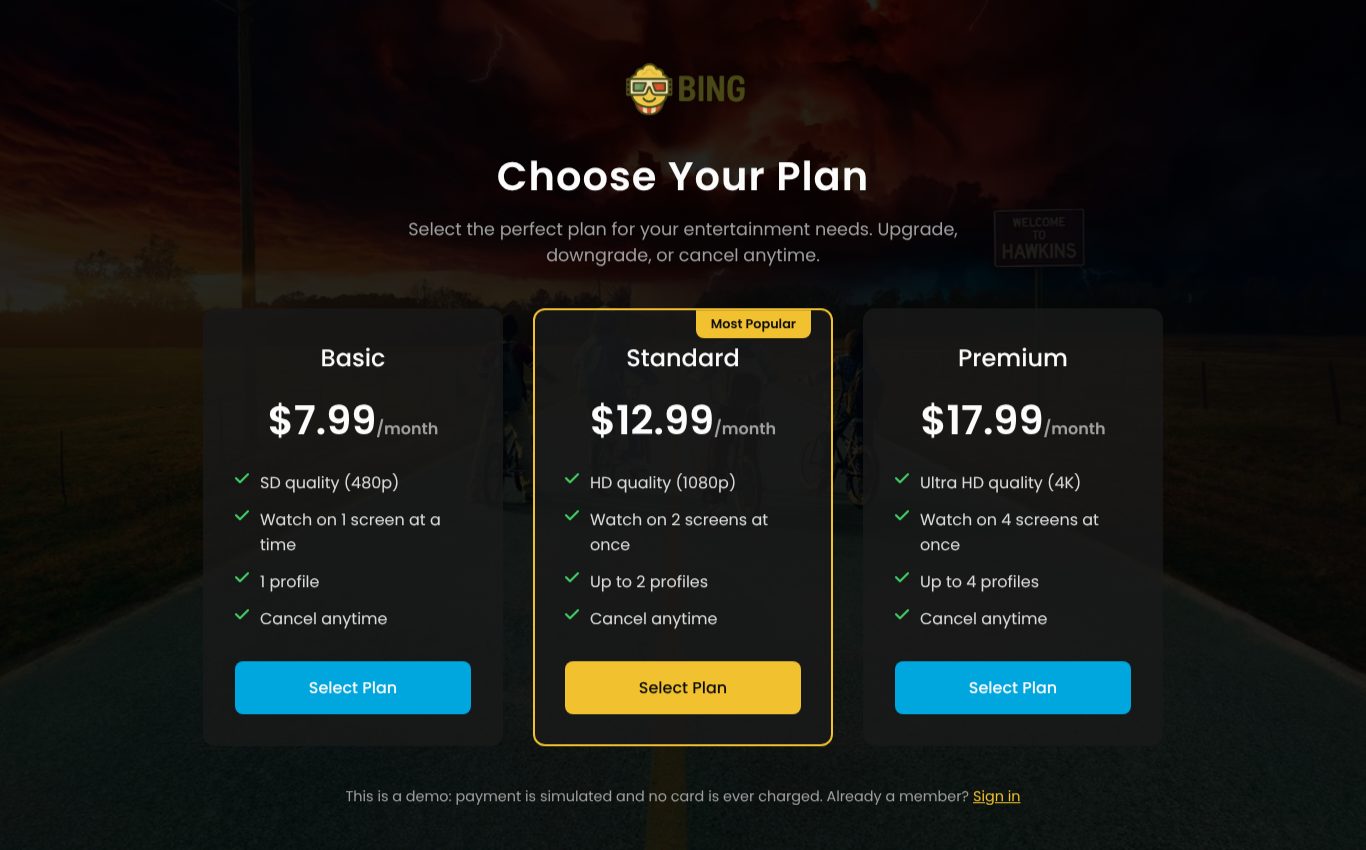 BING
Choose Your Plan
Select the perfect plan for your entertainment needs. Upgrade,
downgrade, or cancel anytime.
WELCOME
TO
HAWKINS
Basic
$7.99/month
SD quality (480p)
Watch on 1 screen at a
time
1 profile
Cancel anytime
Select Plan
Most Popular
Standard
$12.99/month
HD quality (1080p)
Watch on 2 screens at
once
Up to 2 profiles
Cancel anytime
Select Plan
Premium
$17.99/month
Ultra HD quality (4K)
Watch on 4 screens at
once
Up to 4 profiles
Cancel anytime
Select Plan
This is a demo: payment is simulated and no card is ever charged. Already a member? Sign in